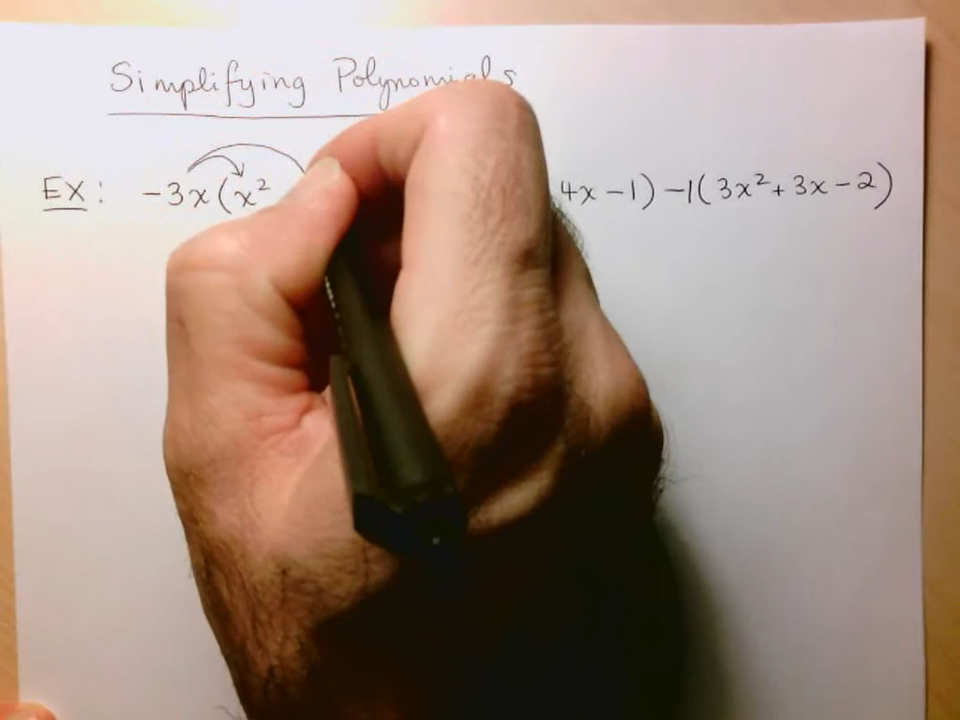 Simplifying Polynomials
EX: -3x(x² 4x-1)-1(3x²+3x-2)